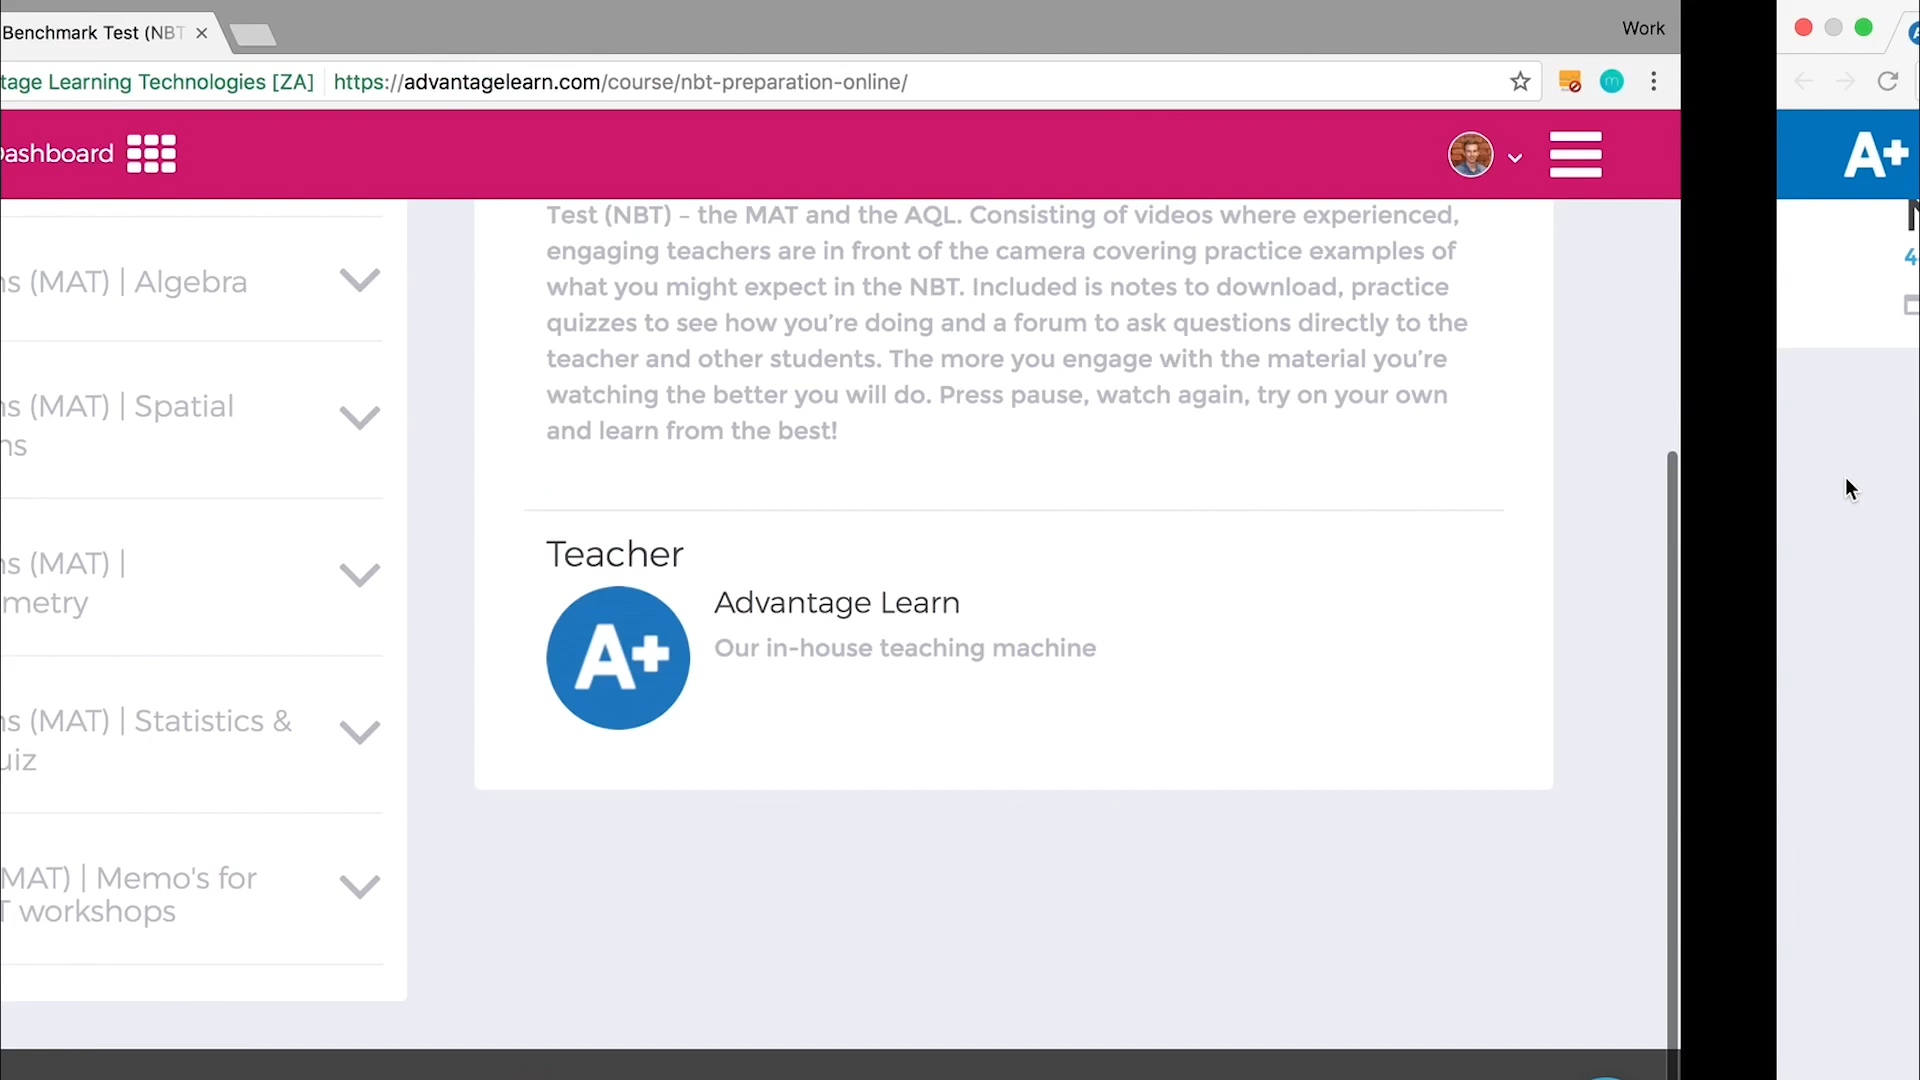 Benchmark Test (NBT
Work
tage Learning Technologies [ZA]
https://advantagelearn.com/course/nbt-preparation-online/
m
ashboard
A+
Test (NBT) – the MAT and the AQL. Consisting of videos where experienced,
engaging teachers are in front of the camera covering practice examples of
what you might expect in the NBT. Included is notes to download, practice
quizzes to see how you’re doing and a forum to ask questions directly to the
teacher and other students. The more you engage with the material you’re
watching the better you will do. Press pause, watch again, try on your own
and learn from the best!
s (MAT) | Algebra
s (MAT) | Spatial
ns
s (MAT) |
metry
s (MAT) | Statistics &
uiz
MAT) | Memo's for
T workshops
Teacher
A+
Advantage Learn
Our in-house teaching machine
4